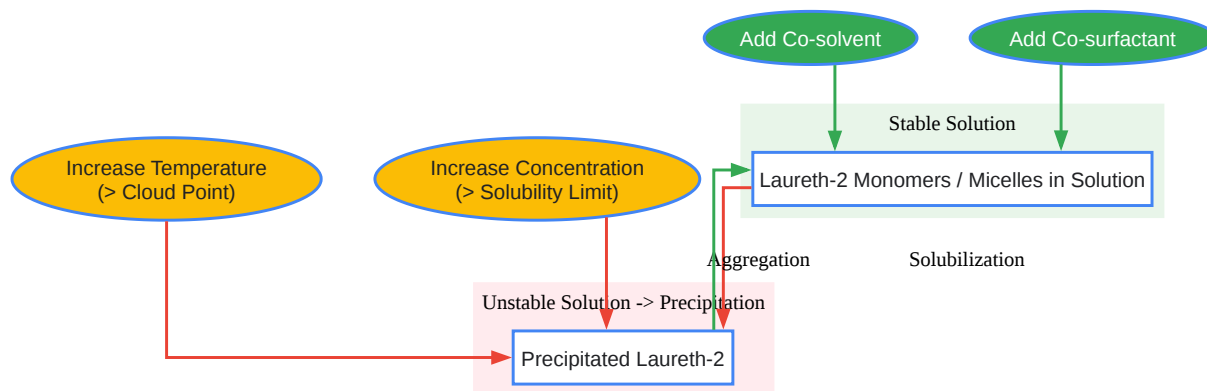 Add Co-solvent
Add Co-surfactant
Stable Solution
Increase Temperature
(> Cloud Point)
Increase Concentration
(> Solubility Limit)
Laureth-2 Monomers / Micelles in Solution
Aggregation
Solubilization
Unstable Solution -> Precipitation
Precipitated Laureth-2